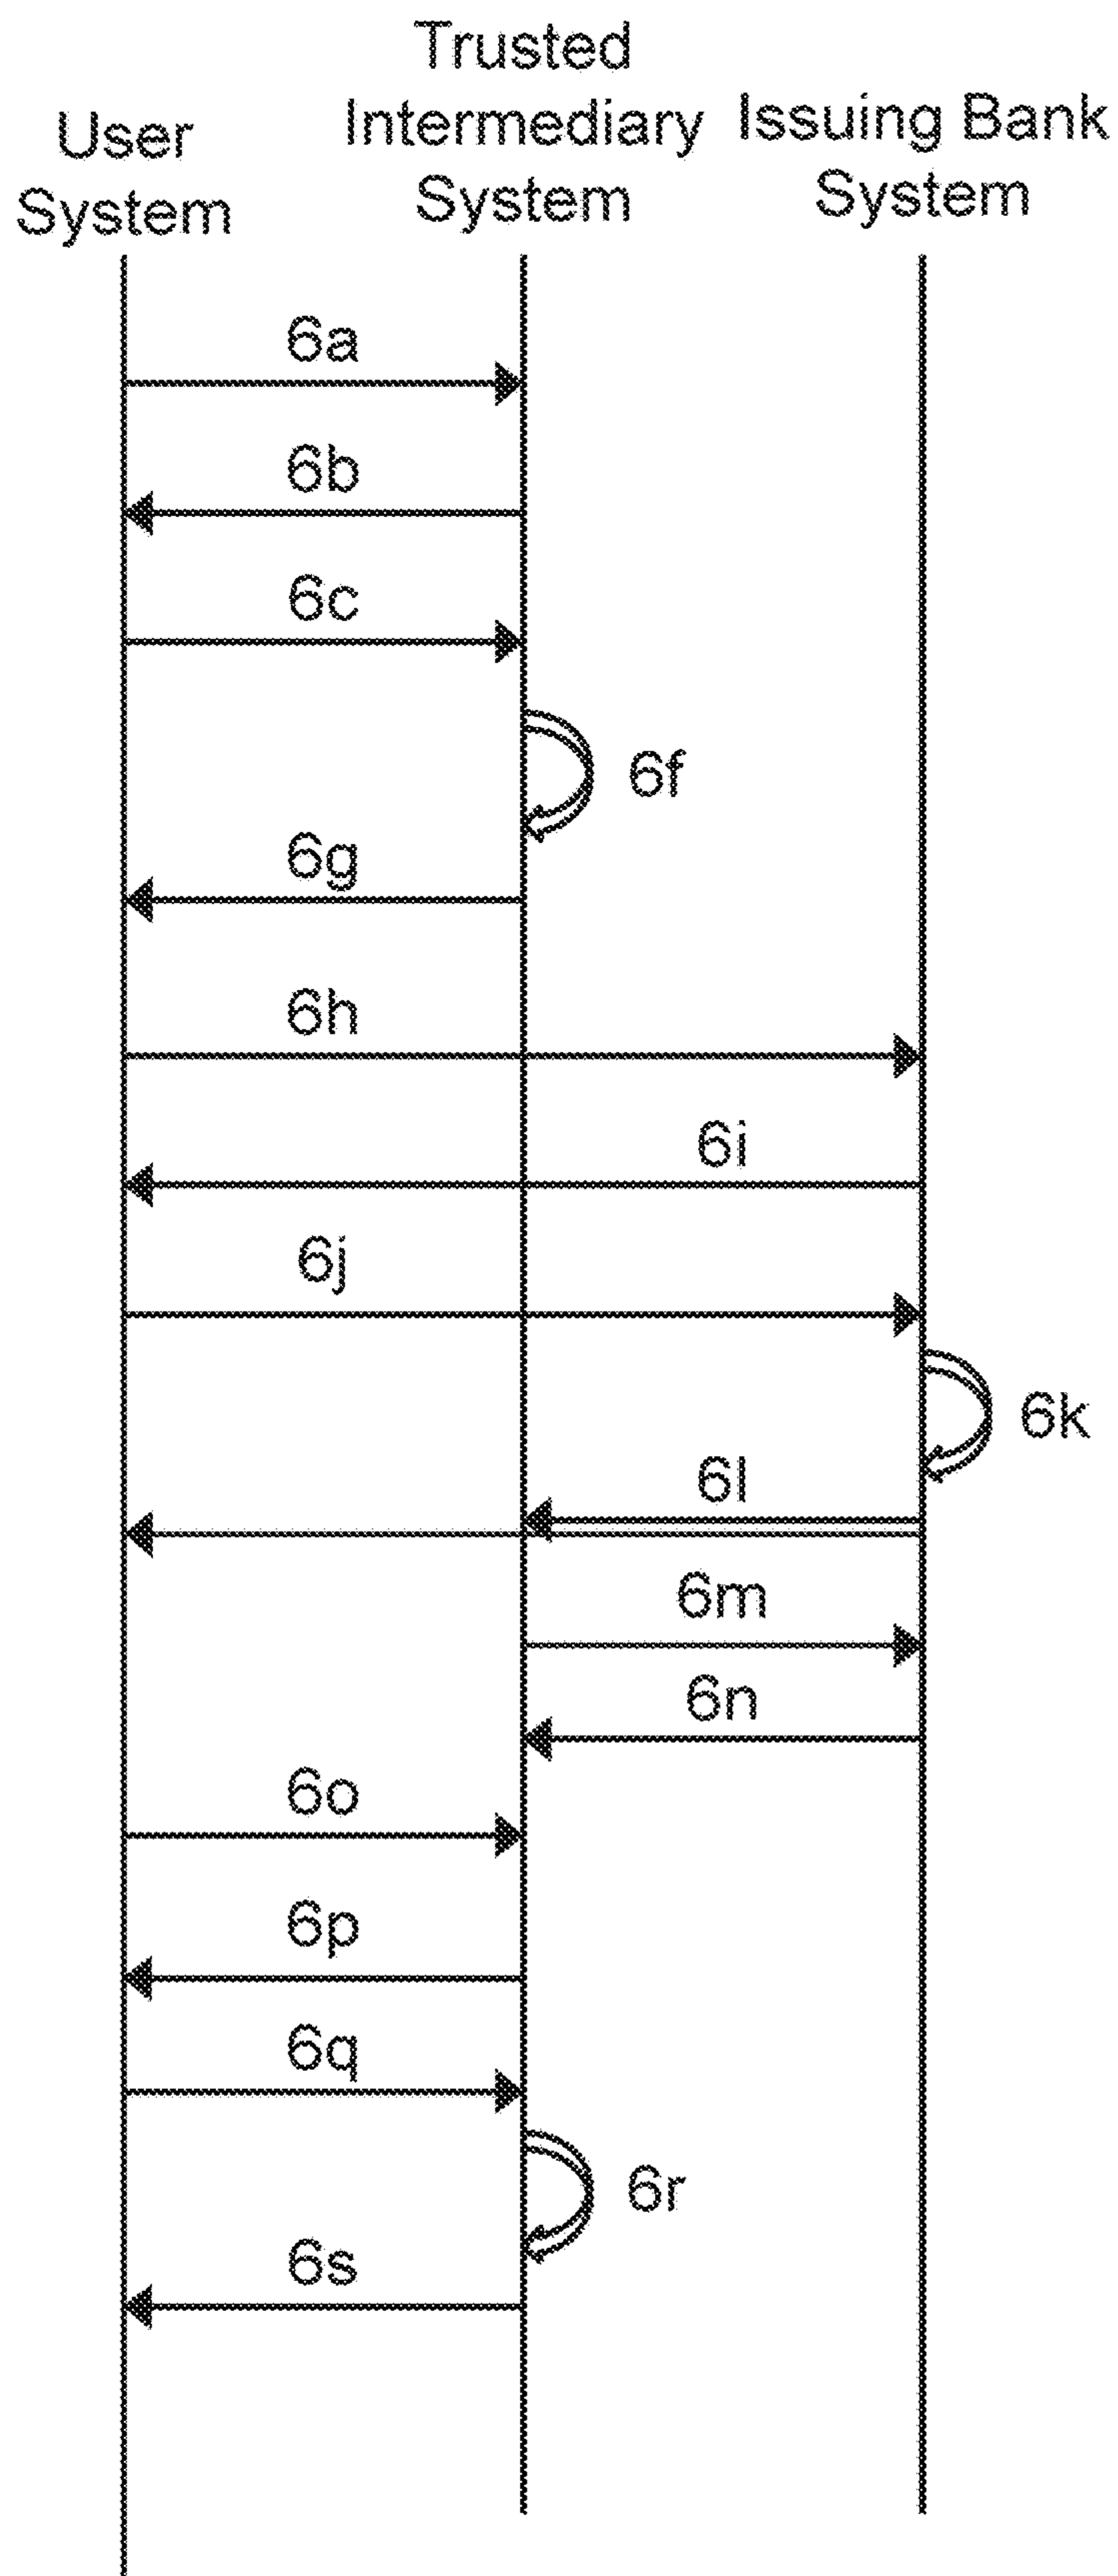 User
System
Trusted
Intermediary
System
Issuing Bank
System
6a
6b
6c
6f
6g
6h
6i
6j
6k
6l
6m
6n
6o
6p
6q
6r
6s